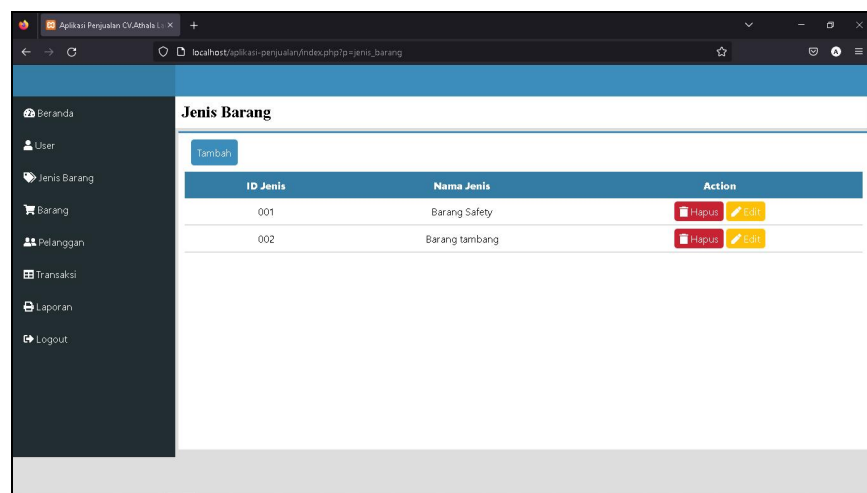 Aplikasi Penjualan CV.Athala Lo
localhost/aplikasi-penjualan/index.php?p=jenis_barang
A
Beranda
User
Jenis Barang
Barang
Pelanggan
Transaksi
Laporan
Logout
Jenis Barang
Tambah
ID Jenis Nama Jenis Action
001 Barang Safety Hapus Edit
002 Barang tambang Hapus Edit